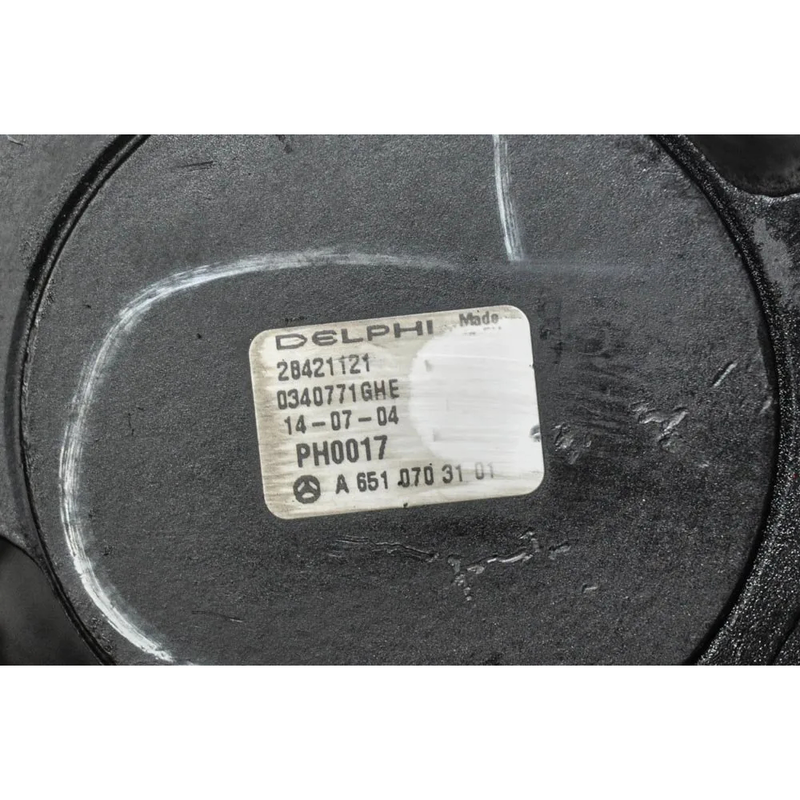 DELPHI Made
28421121
0340771GHE
14-07-04
PH0017
A 651 070 31 01